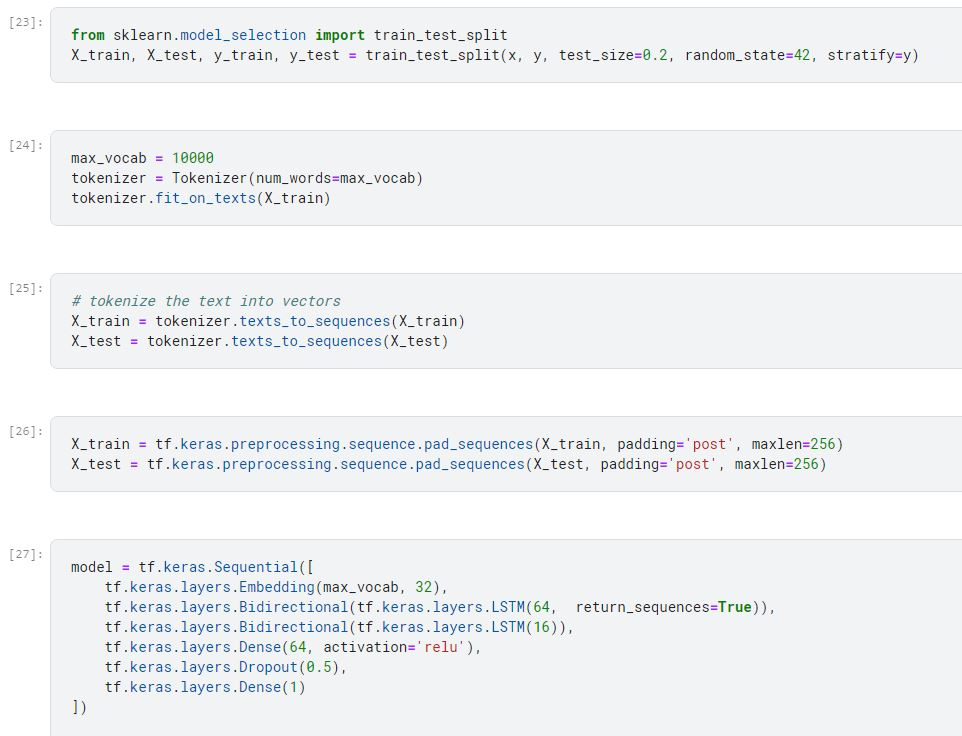 [23]:
from sklearn.model_selection import train_test_split
X_train, X_test, y_train, y_test = train_test_split(x, y, test_size=0.2, random_state=42, stratify=y)
[24]:
max_vocab = 10000
tokenizer = Tokenizer(num_words=max_vocab)
tokenizer.fit_on_texts(X_train)
[25]:
# tokenize the text into vectors
X_train = tokenizer.texts_to_sequences(X_train)
X_test = tokenizer.texts_to_sequences(X_test)
[26]:
X_train = tf.keras.preprocessing.sequence.pad_sequences(X_train, padding='post', maxlen=256)
X_test = tf.keras.preprocessing.sequence.pad_sequences(X_test, padding='post', maxlen=256)
[27]:
model = tf.keras.Sequential([
    tf.keras.layers.Embedding(max_vocab, 32),
    tf.keras.layers.Bidirectional(tf.keras.layers.LSTM(64,  return_sequences=True)),
    tf.keras.layers.Bidirectional(tf.keras.layers.LSTM(16)),
    tf.keras.layers.Dense(64, activation='relu'),
    tf.keras.layers.Dropout(0.5),
    tf.keras.layers.Dense(1)
])